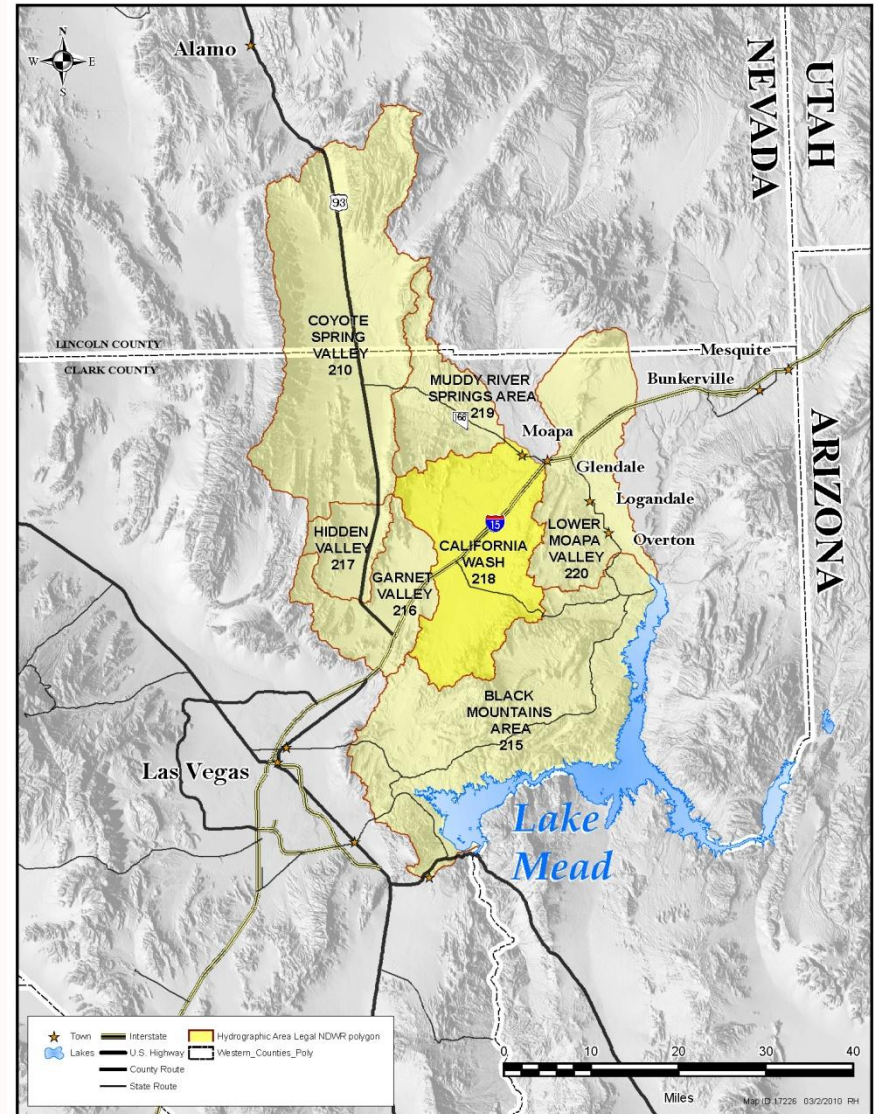 N
W
E
S
Alamo
UTAH
NEVADA
93
COYOTE
SPRING
VALLEY
210
LINCOLN COUNTY
CLARK COUNTY
Mesquite
Bunkerville
MUDDY RIVER
SPRINGS AREA
219
168
Moapa
Glendale
ARIZONA
Logandale
Overton
15
HIDDEN
VALLEY
217
GARNET
VALLEY
216
CALIFORNIA
WASH
218
LOWER
MOAPA
VALLEY
220
BLACK
MOUNTAINS
AREA
215
Las Vegas
Lake
Mead
Town
Interstate
Hydrographic Area Legal NDWR polygon
Lakes
U.S. Highway
Western_Counties_Poly
County Route
State Route
0 10 20 30 40
Miles
Map ID 17226 03/2/2010 RH